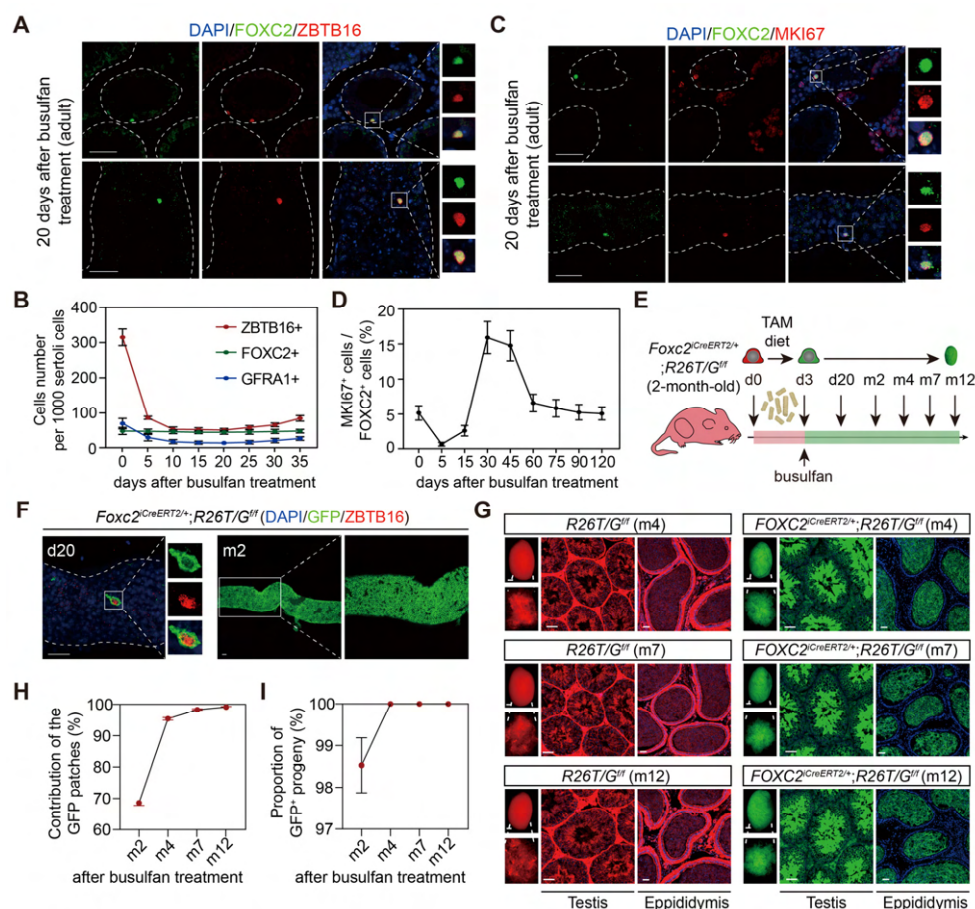 A
DAPI/FOXC2/ZBTB16
20 days after busulfan
treatment (adult)
C
DAPI/FOXC2/MKI67
20 days after busulfan
treatment (adult)
B
Cells number
per 1000 sertoli cells
400
300
200
100
0
ZBTB16+
FOXC2+
GFRA1+
0 5 10 15 20 25 30 35
days after busulfan treatment
D
MKI67⁺ cells /
FOXC2⁺ cells (%)
20
15
10
5
0
0 5 15 30 45 60 75 90 120
days after busulfan treatment
E
TAM
diet
Foxc2iCreERT2/+
;R26T/Gf/f
(2-month-old)
d0 d3 d20 m2 m4 m7 m12
busulfan
F
Foxc2iCreERT2/+;R26T/Gf/f (DAPI/GFP/ZBTB16)
d20
m2
G
R26T/Gf/f (m4)
FOXC2iCreERT2/+;R26T/Gf/f (m4)
R26T/Gf/f (m7)
FOXC2iCreERT2/+;R26T/Gf/f (m7)
R26T/Gf/f (m12)
FOXC2iCreERT2/+;R26T/Gf/f (m12)
Testis Eppididymis Testis Eppididymis
H
Contribution of the
GFP patches (%)
100
90
80
70
60
m2 m4 m7 m12
after busulfan treatment
I
Proportion of
GFP⁺ progeny (%)
100
99
98
97
m2 m4 m7 m12
after busulfan treatment